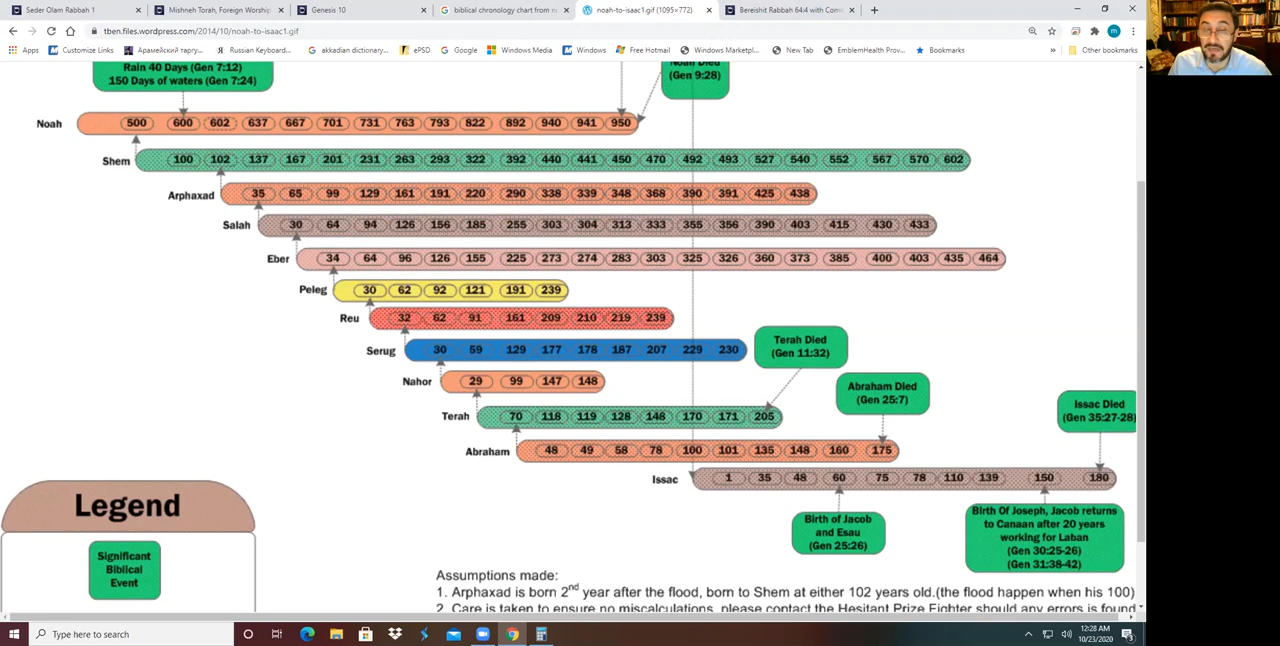 Seder Olam Rabbah 1
Mishneh Torah, Foreign Worship
Genesis 10
biblical chronology chart from n
noah-to-isaac1.gif (1095×772)
Bereishit Rabbah 64:4 with Com
tben.files.wordpress.com/2014/10/noah-to-isaac1.gif
Apps
Customize Links
Арамейский таргу...
Russian Keyboard...
akkadian dictionary...
ePSD
Google
Windows Media
Windows
Free Hotmail
Windows Marketpl...
New Tab
EmblemHealth Prov...
Bookmarks
»
Other bookmarks
Rain 40 Days (Gen 7:12)
150 Days of waters (Gen 7:24)
Noah Died
(Gen 9:28)
Noah 500 600 602 637 667 701 731 763 793 822 892 940 941 950
Shem 100 102 137 167 201 231 263 293 322 392 440 441 450 470 492 493 527 540 552 567 570 602
Arphaxad 35 65 99 129 161 191 220 290 338 339 348 368 390 391 425 438
Salah 30 64 94 126 156 185 255 303 304 313 333 355 356 390 403 415 430 433
Eber 34 64 96 126 155 225 273 274 283 303 325 326 360 373 385 400 403 435 464
Peleg 30 62 92 121 191 239
Reu 32 62 91 161 209 210 219 239
Serug 30 59 129 177 178 187 207 229 230
Terah Died
(Gen 11:32)
Nahor 29 99 147 148
Abraham Died
(Gen 25:7)
Terah 70 118 119 128 148 170 171 205
Issac Died
(Gen 35:27-28)
Abraham 48 49 58 78 100 101 135 148 160 175
Issac 1 35 48 60 75 78 110 139 150 180
Legend
Significant
Biblical
Event
Birth of Jacob
and Esau
(Gen 25:26)
Birth Of Joseph, Jacob returns
to Canaan after 20 years
working for Laban
(Gen 30:25-26)
(Gen 31:38-42)
Assumptions made:
1. Arphaxad is born 2nd year after the flood, born to Shem at either 102 years old.(the flood happen when his 100)
2. Care is taken to ensure no miscalculations, please contact the Hesitant Prize Fighter should any errors is found
Type here to search
12:28 AM
10/23/2020